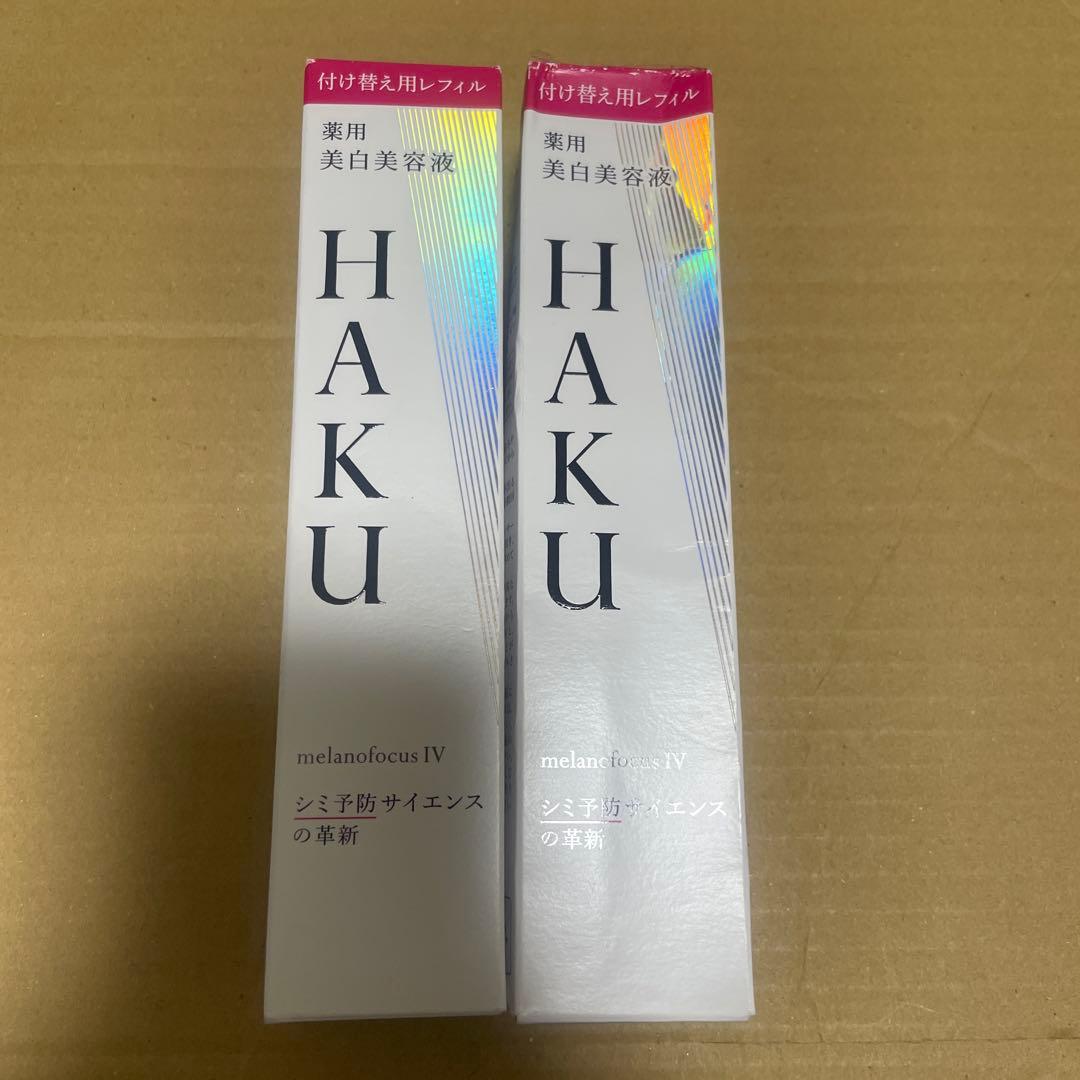 付け替え用レフィル
薬用
美白美容液
HAKU
melanofocus IV
シミ予防サイエンス
の革新
付け替え用レフィル
薬用
美白美容液
HAKU
melanofocus IV
シミ予防サイエンス
の革新